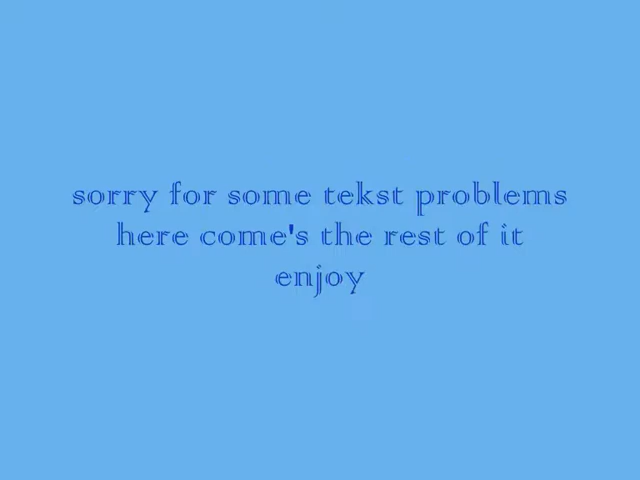 sorry for some tekst problems
here come's the rest of it
enjoy